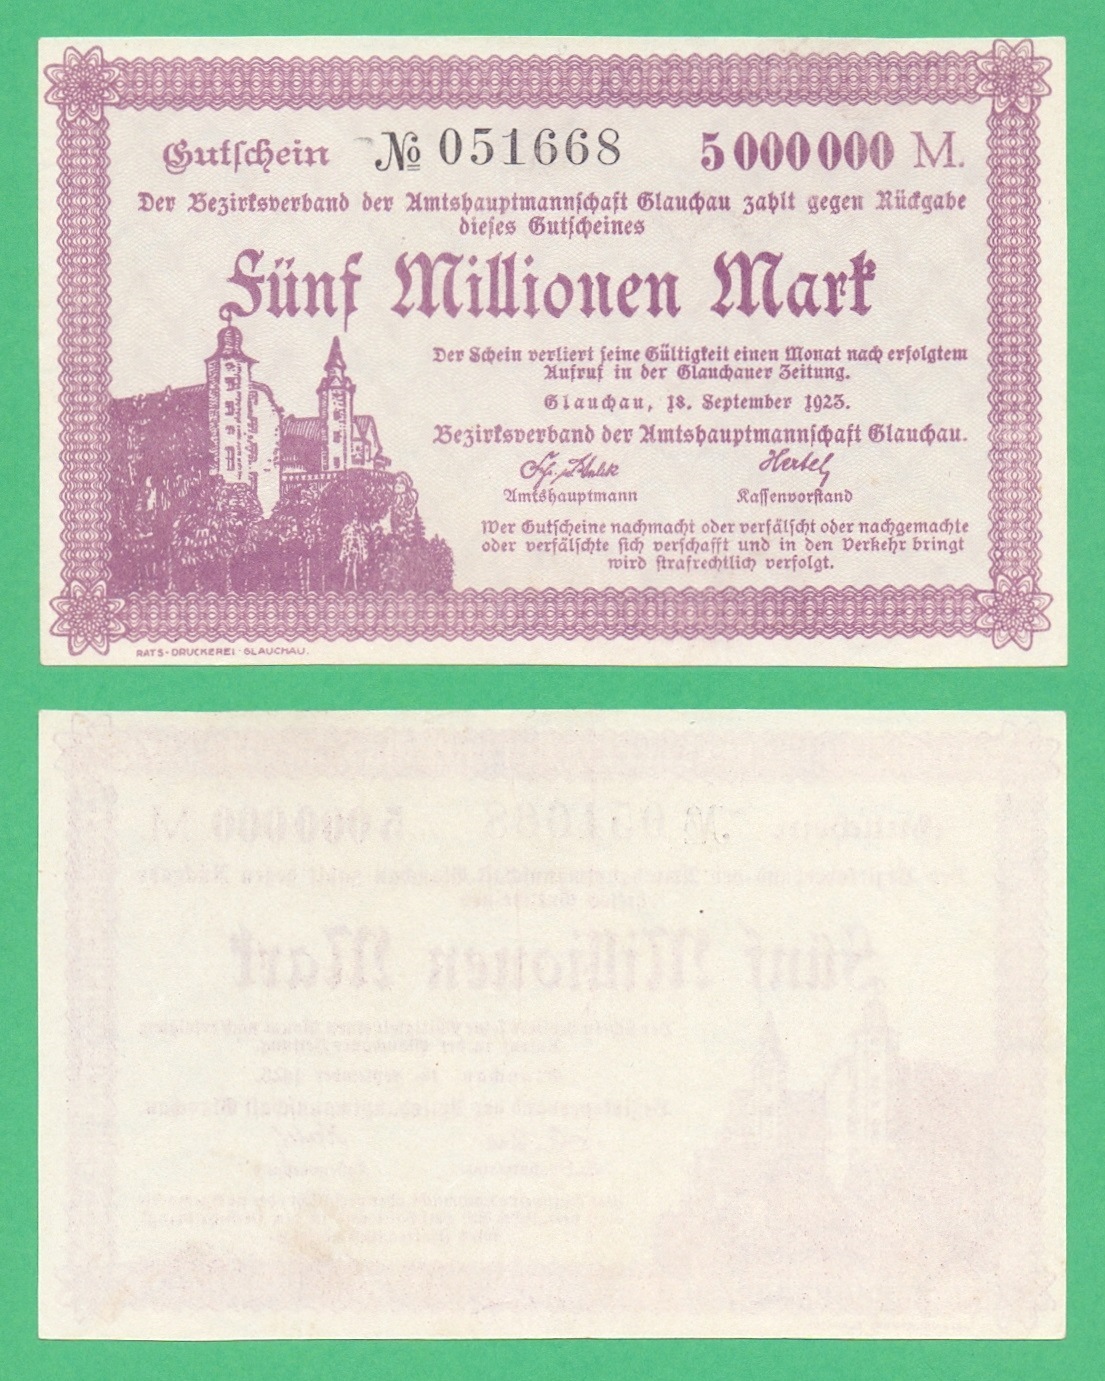 Gutschein № 051668 5000000 M.
Der Bezirksverband der Amtshauptmannschaft Glauchau zahlt gegen Rückgabe
dieses Gutscheines
Fünf Millionen Mark
Der Schein verliert seine Gültigkeit einen Monat nach erfolgtem
Aufruf in der Glauchauer Zeitung.
Glauchau, 18. September 1923.
Bezirksverband der Amtshauptmannschaft Glauchau.
Hertel
Amtshauptmann Kassenvorstand
Wer Gutscheine nachmacht oder verfälscht oder nachgemachte
oder verfälschte sich verschafft und in den Verkehr bringt
wird strafrechtlich verfolgt.
RATS-DRUCKEREI GLAUCHAU.